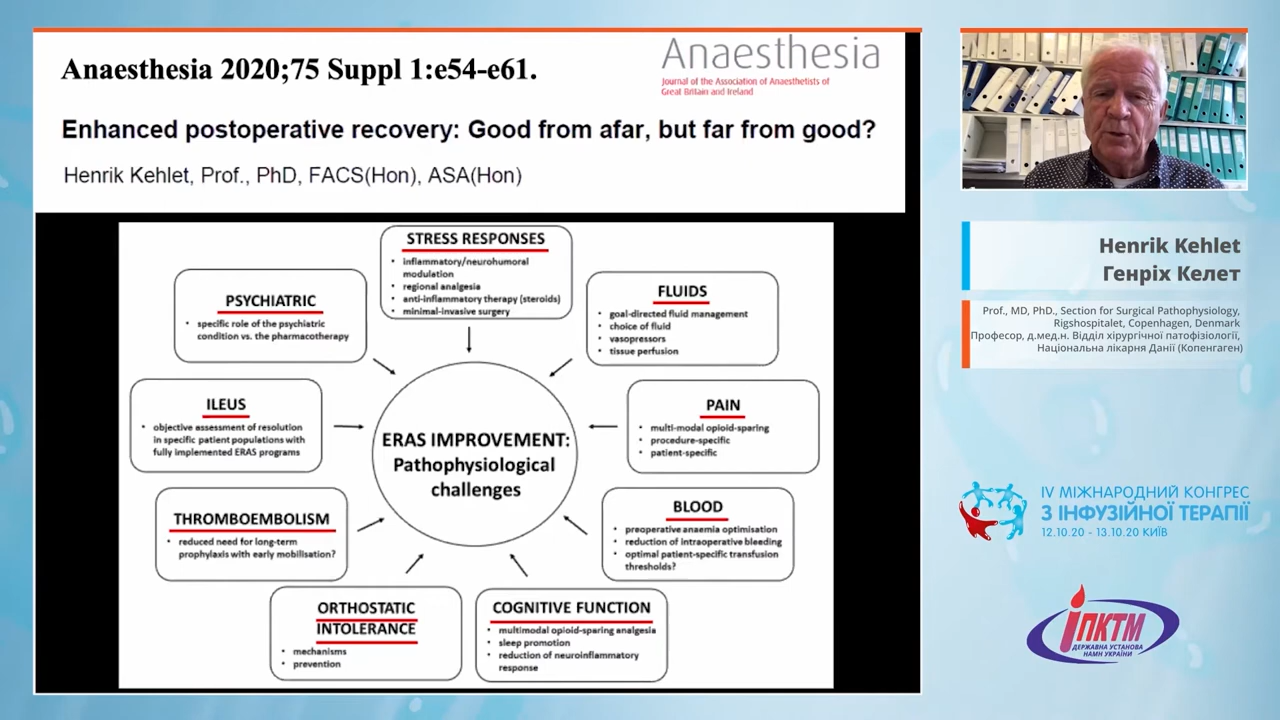 Anaesthesia 2020;75 Suppl 1:e54-e61.
Anaesthesia
Journal of the Association of Anaesthetists of
Great Britain and Ireland
Enhanced postoperative recovery: Good from afar, but far from good?
Henrik Kehlet, Prof., PhD, FACS(Hon), ASA(Hon)
STRESS RESPONSES
• inflammatory/neurohumoral
modulation
• regional analgesia
• anti-inflammatory therapy (steroids)
• minimal-invasive surgery
PSYCHIATRIC
• specific role of the psychiatric
condition vs. the pharmacotherapy
FLUIDS
• goal-directed fluid management
• choice of fluid
• vasopressors
• tissue perfusion
ILEUS
• objective assessment of resolution
in specific patient populations with
fully implemented ERAS programs
ERAS IMPROVEMENT:
Pathophysiological
challenges
PAIN
• multi-modal opioid-sparing
• procedure-specific
• patient-specific
THROMBOEMBOLISM
• reduced need for long-term
prophylaxis with early mobilisation?
BLOOD
• preoperative anaemia optimisation
• reduction of intraoperative bleeding
• optimal patient-specific transfusion
thresholds?
ORTHOSTATIC
INTOLERANCE
• mechanisms
• prevention
COGNITIVE FUNCTION
• multimodal opioid-sparing analgesia
• sleep promotion
• reduction of neuroinflammatory
response
Henrik Kehlet
Генріх Келет
Prof., MD, PhD., Section for Surgical Pathophysiology,
Rigshospitalet, Copenhagen, Denmark
Професор, д.мед.н. Відділ хірургічної патофізіології,
Національна лікарня Данії (Копенгаген)
IV МІЖНАРОДНИЙ КОНГРЕС
З ІНФУЗІЙНОЇ ТЕРАПІЇ
12.10.20 - 13.10.20 КИЇВ
ІПКТМ
ДЕРЖАВНА УСТАНОВА
НАМН УКРАЇНИ